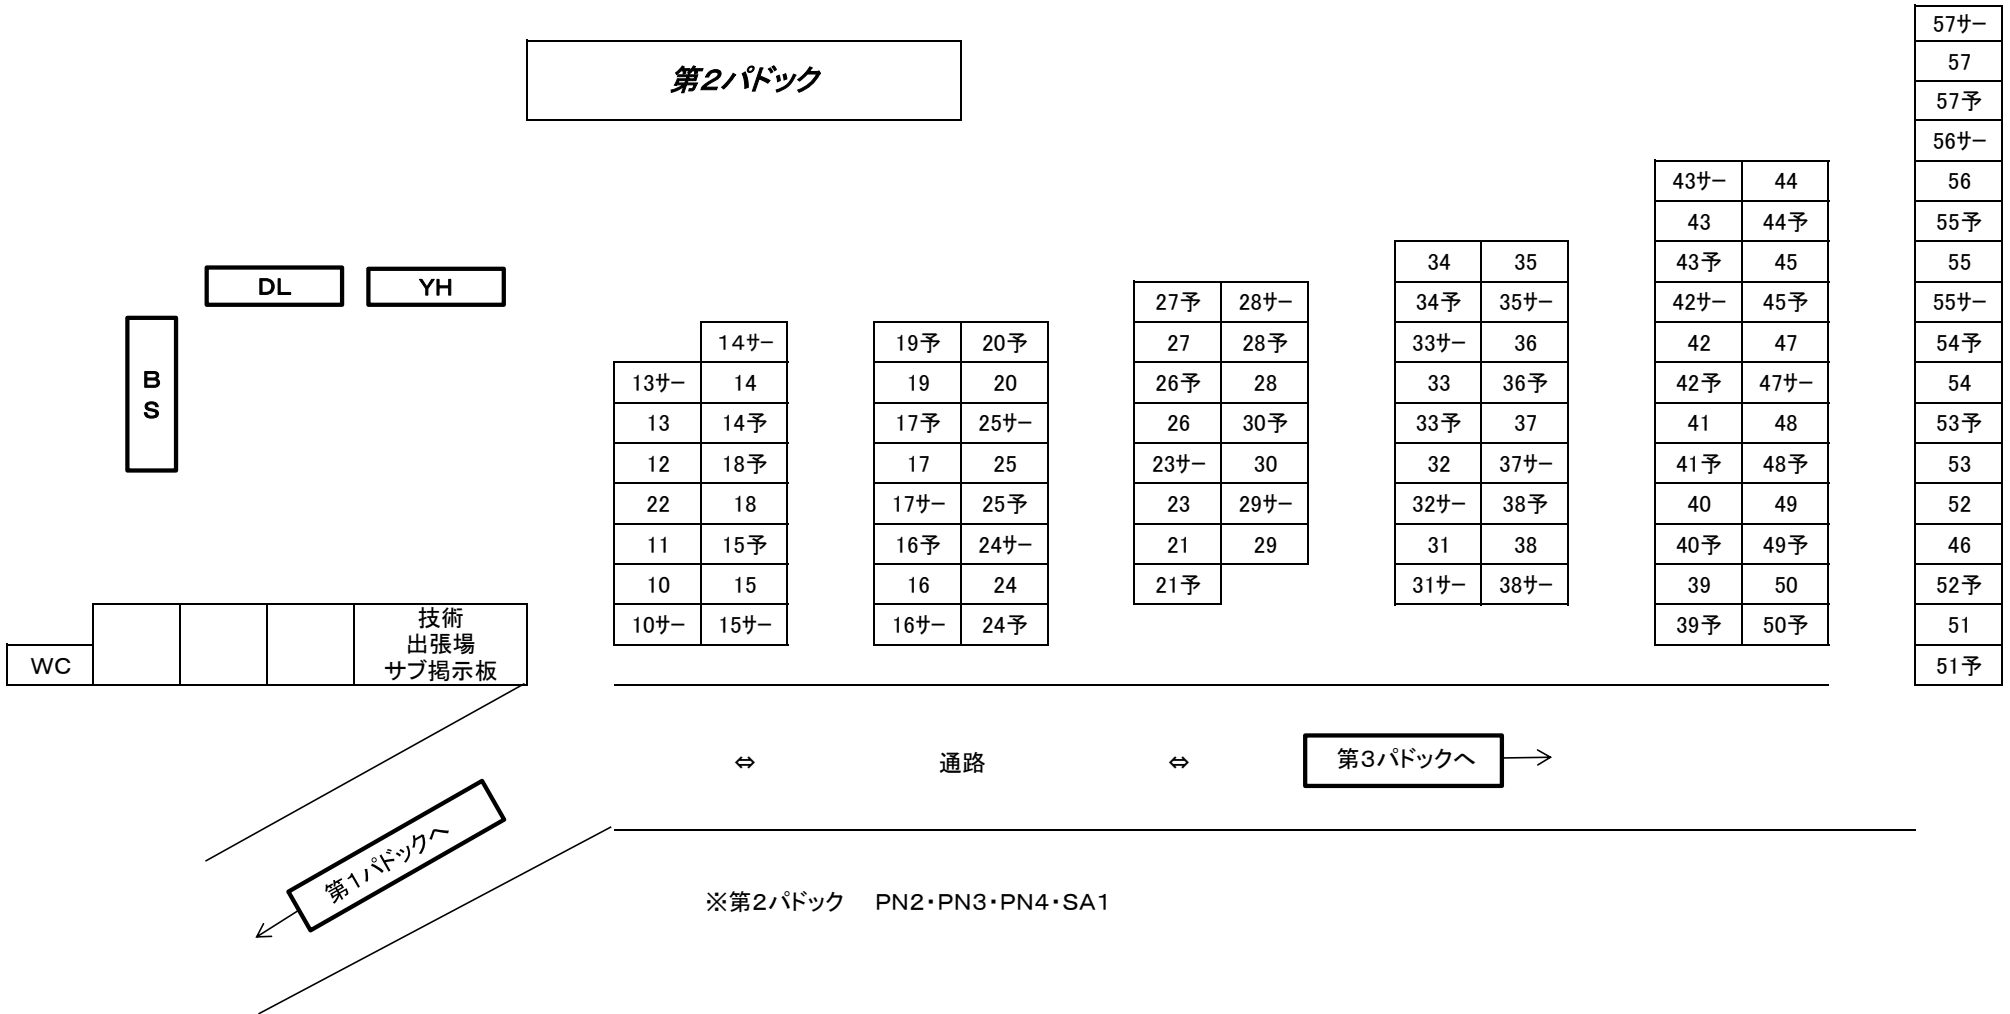 第2パドック
57サー
57
57予
56サー
43サー 44 56
43 44予 55予
34 35 43予 45 55
DL YH 27予 28サー 34予 35サー 42サー 45予 55サー
14サー 19予 20予 27 28予 33サー 36 42 47 54予
B 13サー 14 19 20 26予 28 33 36予 42予 47サー 54
S 13 14予 17予 25サー 26 30予 33予 37 41 48 53予
12 18予 17 25 23サー 30 32 37サー 41予 48予 53
22 18 17サー 25予 23 29サー 32サー 38予 40 49 52
11 15予 16予 24サー 21 29 31 38 40予 49予 46
10 15 16 24 21予 31サー 38サー 39 50 52予
10サー 15サー 16サー 24予 39予 50予 51
技術
出張場
サブ掲示板
WC
51予
⇔ 通路 ⇔ 第3パドックへ
第1パドックへ
※第2パドック PN2・PN3・PN4・SA1